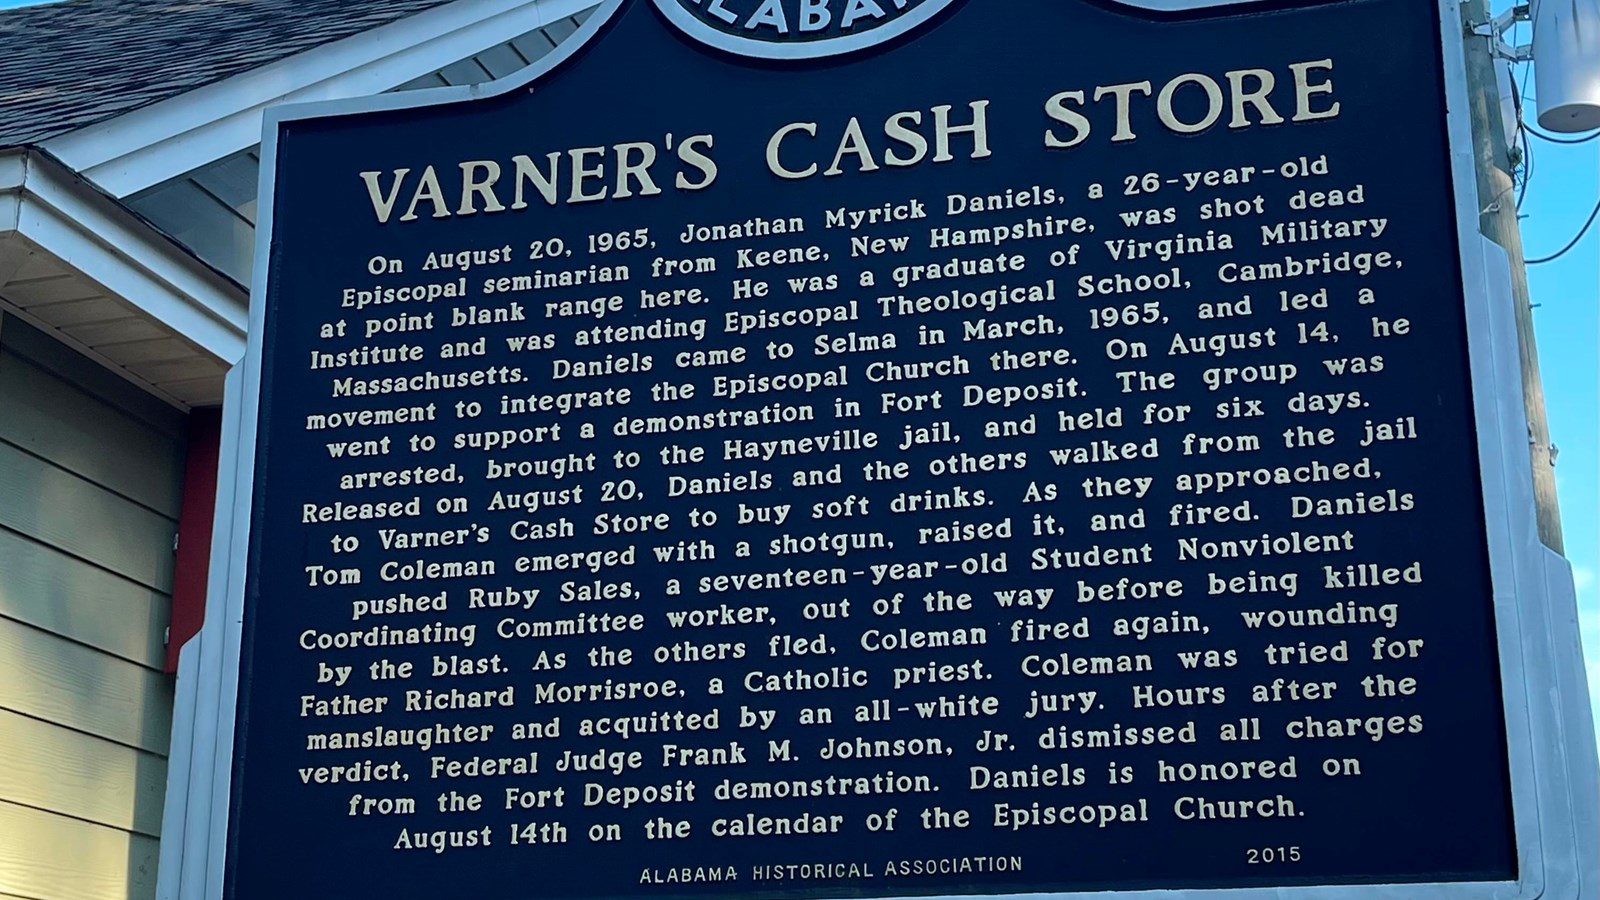 ALABAMA
VARNER'S CASH STORE
On August 20, 1965, Jonathan Myrick Daniels, a 26-year-old
Episcopal seminarian from Keene, New Hampshire, was shot dead
at point blank range here. He was a graduate of Virginia Military
Institute and was attending Episcopal Theological School, Cambridge,
Massachusetts. Daniels came to Selma in March, 1965, and led a
movement to integrate the Episcopal Church there. On August 14, he
went to support a demonstration in Fort Deposit. The group was
arrested, brought to the Hayneville jail, and held for six days.
Released on August 20, Daniels and the others walked from the jail
to Varner's Cash Store to buy soft drinks. As they approached,
Tom Coleman emerged with a shotgun, raised it, and fired. Daniels
pushed Ruby Sales, a seventeen-year-old Student Nonviolent
Coordinating Committee worker, out of the way before being killed
by the blast. As the others fled, Coleman fired again, wounding
Father Richard Morrisroe, a Catholic priest. Coleman was tried for
manslaughter and acquitted by an all-white jury. Hours after the
verdict, Federal Judge Frank M. Johnson, Jr. dismissed all charges
from the Fort Deposit demonstration. Daniels is honored on
August 14th on the calendar of the Episcopal Church.
ALABAMA HISTORICAL ASSOCIATION 2015